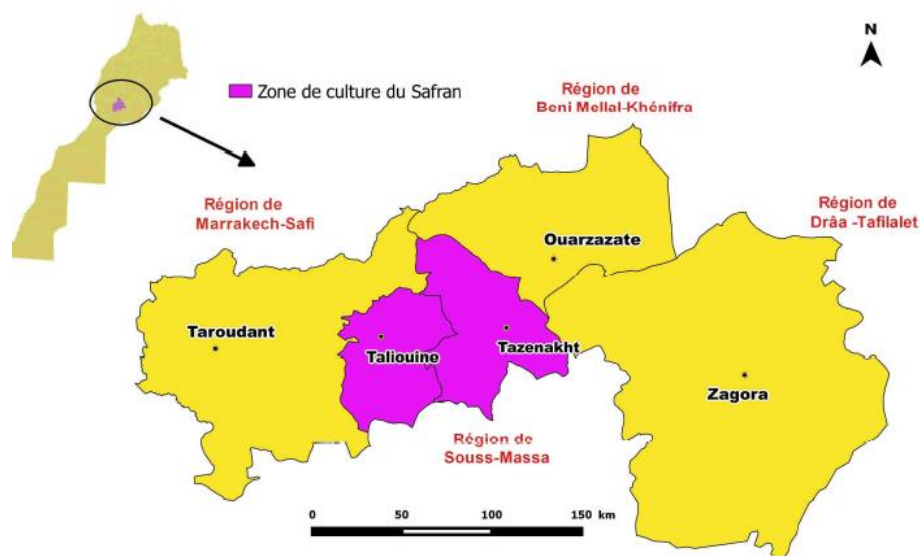 N
Zone de culture du Safran
Région de
Beni Mellal-Khénifra
Région de
Marrakech-Safi
Région de
Drâa -Tafilalet
Ouarzazate
Taroudant
Taliouine
Tazenakht
Zagora
Région de
Souss-Massa
0 50 100 150 km